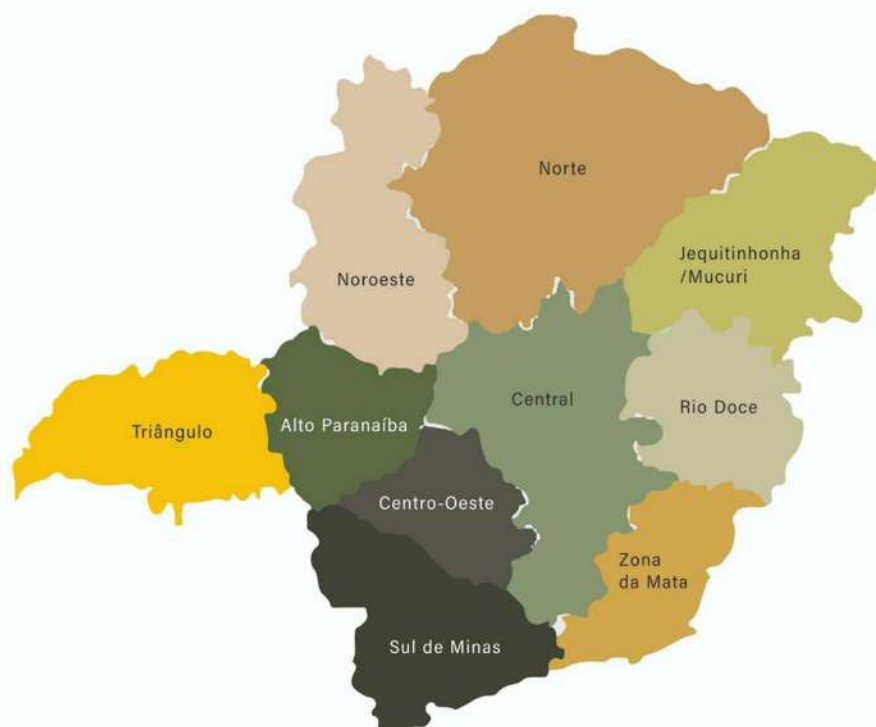 Norte
Jequitinhonha
/Mucuri
Noroeste
Triângulo
Alto Paranaíba
Central
Rio Doce
Centro-Oeste
Zona
da Mata
Sul de Minas